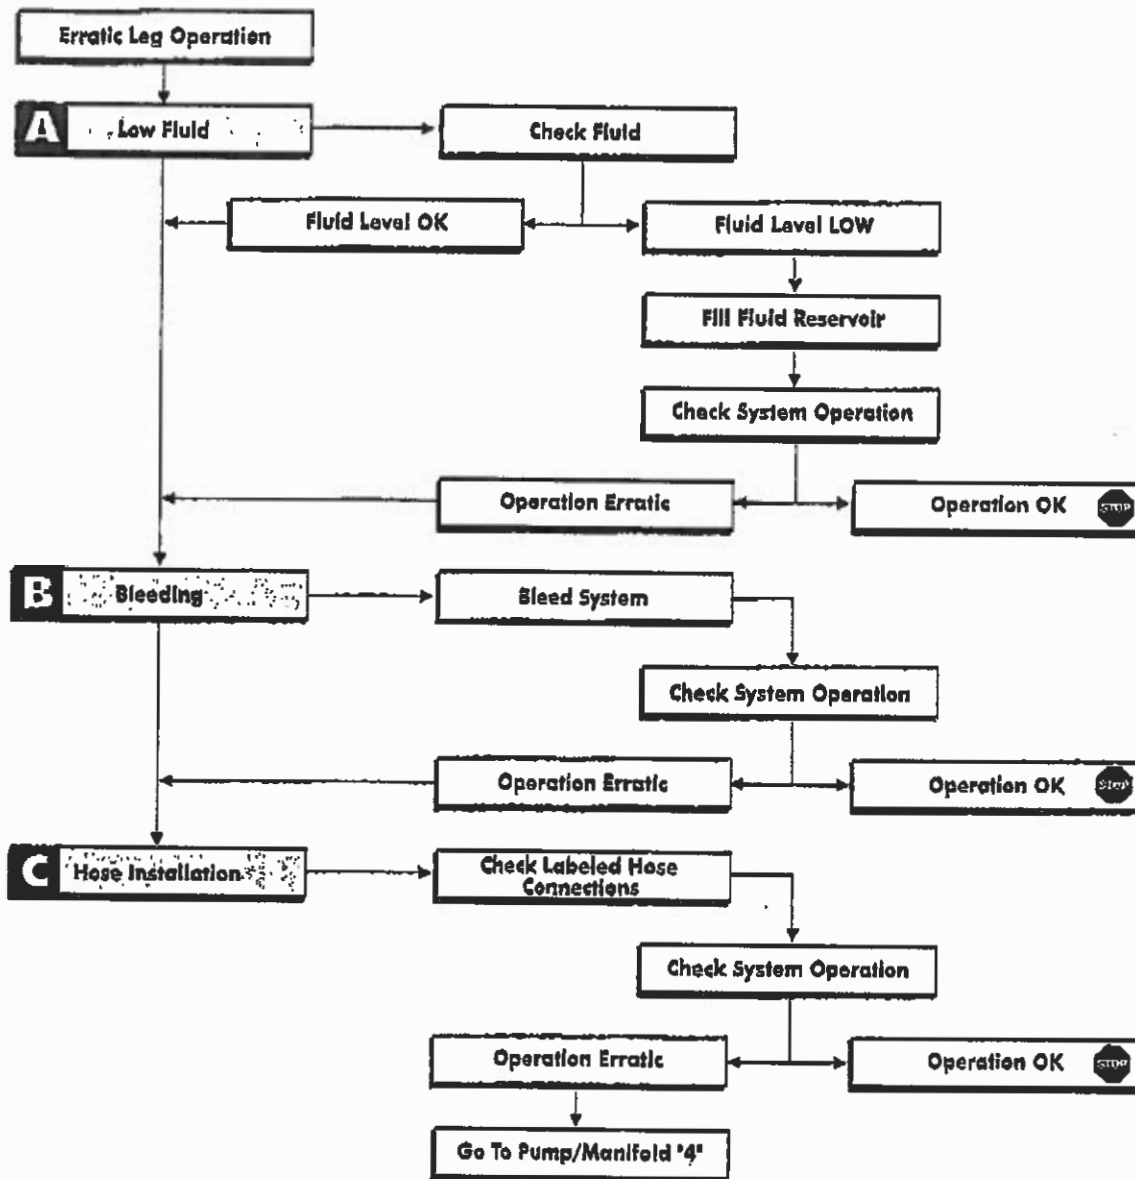 Erratic Leg Operation
A
Low Fluid
Check Fluid
Fluid Level OK
Fluid Level LOW
Fill Fluid Reservoir
Check System Operation
Operation Erratic
Operation OK
STOP
B
Bleeding
Bleed System
Check System Operation
Operation Erratic
Operation OK
STOP
C
Hose Installation
Check Labeled Hose
Connections
Check System Operation
Operation Erratic
Operation OK
STOP
Go To Pump/Manifold "4"